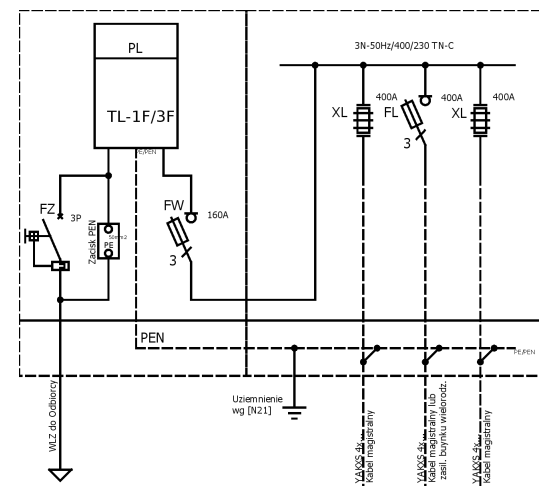 PL
TL-1F/3F
PE/PEN
3N-50Hz/400/230 TN-C
400A
400A
400A
XL
FL
XL
3
FZ
3P
Zacisk PEN
PE
FW
160A
3
PEN
PE/PEN
WLZ do Odbiorcy
Uziemnienie
wg [N21]
YAKXS 4x...
Kabel magistralny
YAKXS 4x...
Kabel magistralny lub
zasil. buynku wielorodz.
YAKXS 4x...
Kabel magistralny